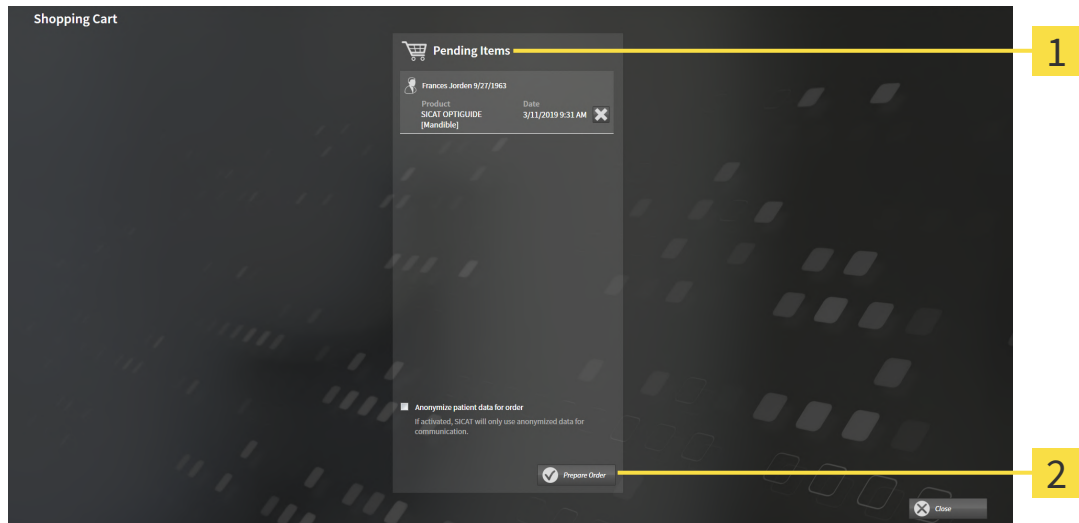 Shopping Cart
Pending Items
1
Frances Jorden 9/27/1963
Product Date
SICAT OPTIGUIDE 3/11/2019 9:31 AM
[Mandible]
Anonymize patient data for order
If activated, SICAT will only use anonymized data for
communication.
Prepare Order
2
Close